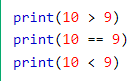 print(10 > 9)
print(10 == 9)
print(10 < 9)